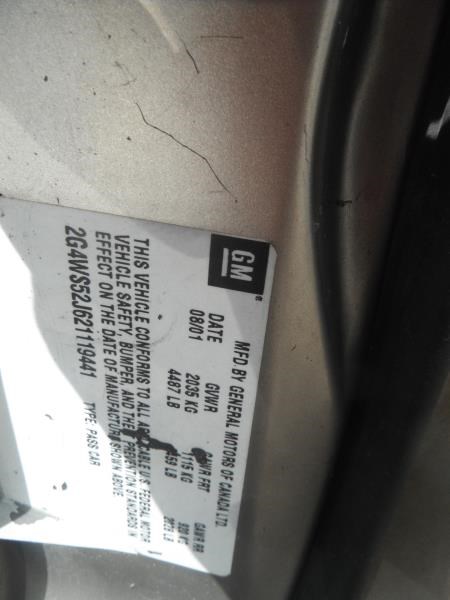 GM
MFD BY GENERAL MOTORS OF CANADA LTD.
DATE GVWR GAWR FRT GAWR RR
08/01 2035 KG 1115 KG
4487 LB
THIS VEHICLE CONFORMS TO ALL APPLICABLE U.S. FEDERAL MOTOR
VEHICLE SAFETY, BUMPER, AND THEFT PREVENTION STANDARDS IN
EFFECT ON THE DATE OF MANUFACTURE SHOWN ABOVE.
2G4WS52J621119441 TYPE: PASS CAR